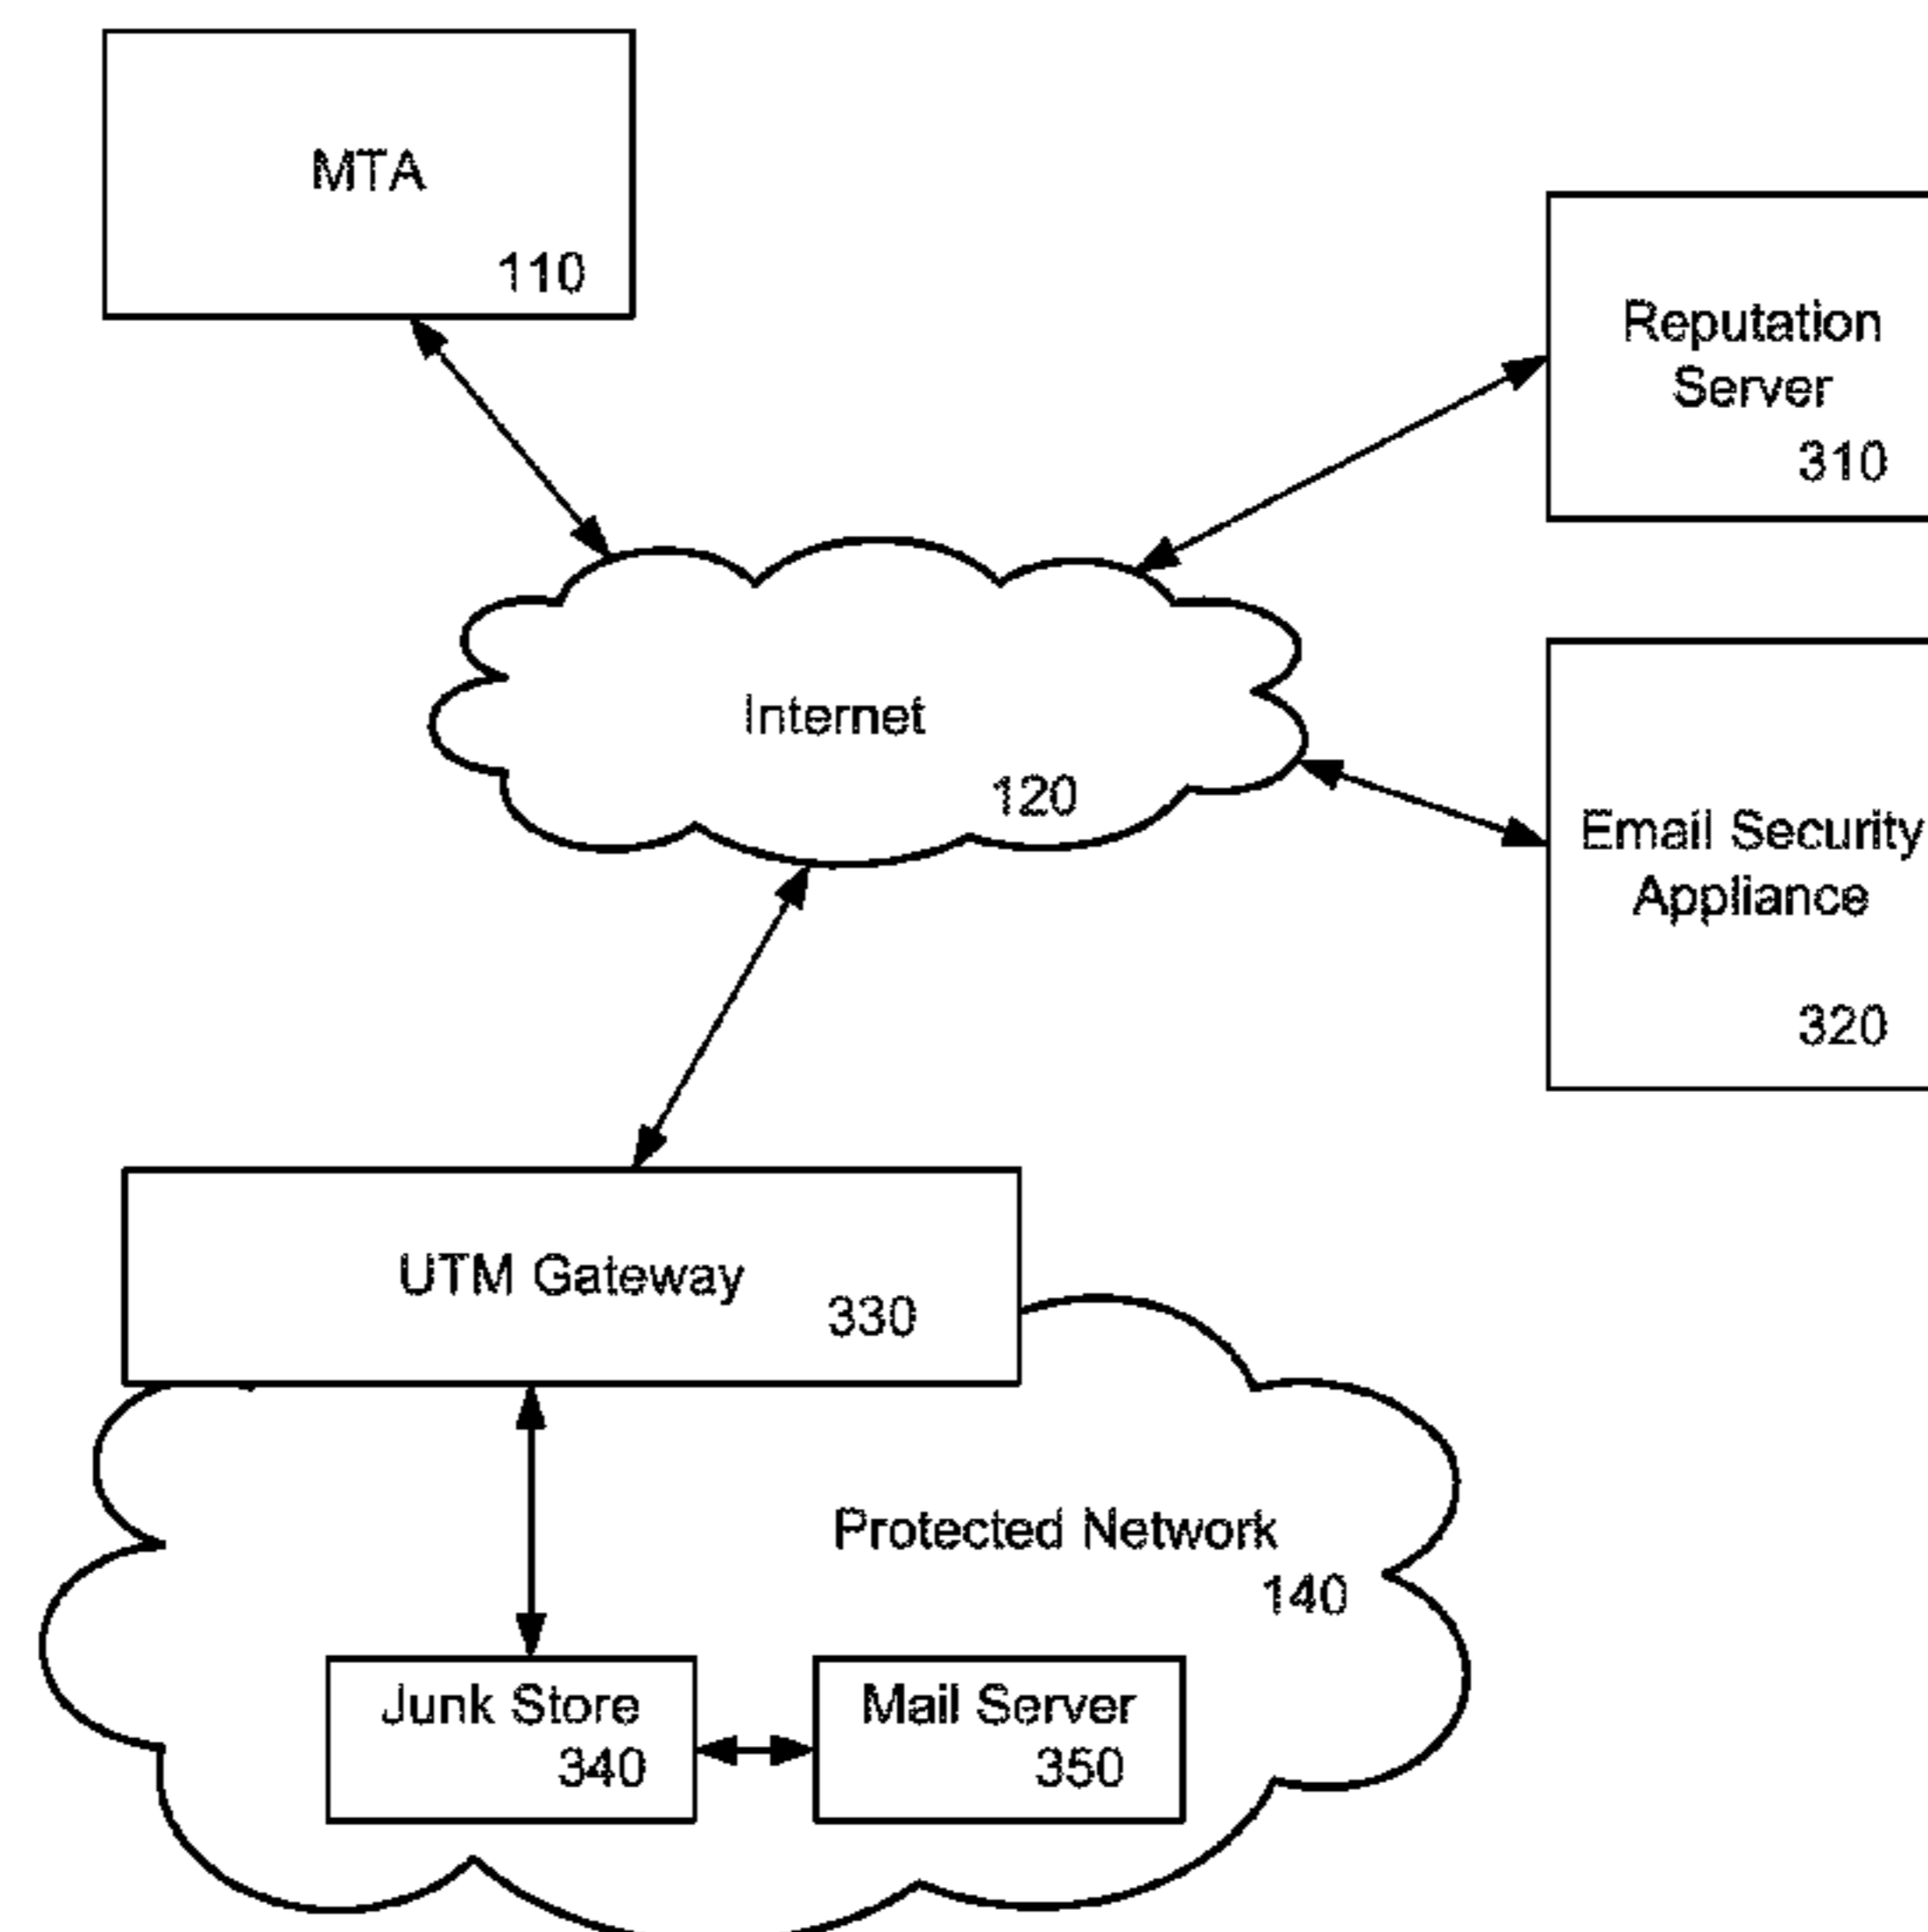 MTA
110
Reputation
Server
310
Internet
120
Email Security
Appliance
320
UTM Gateway
330
Protected Network
140
Junk Store
340
Mail Server
350